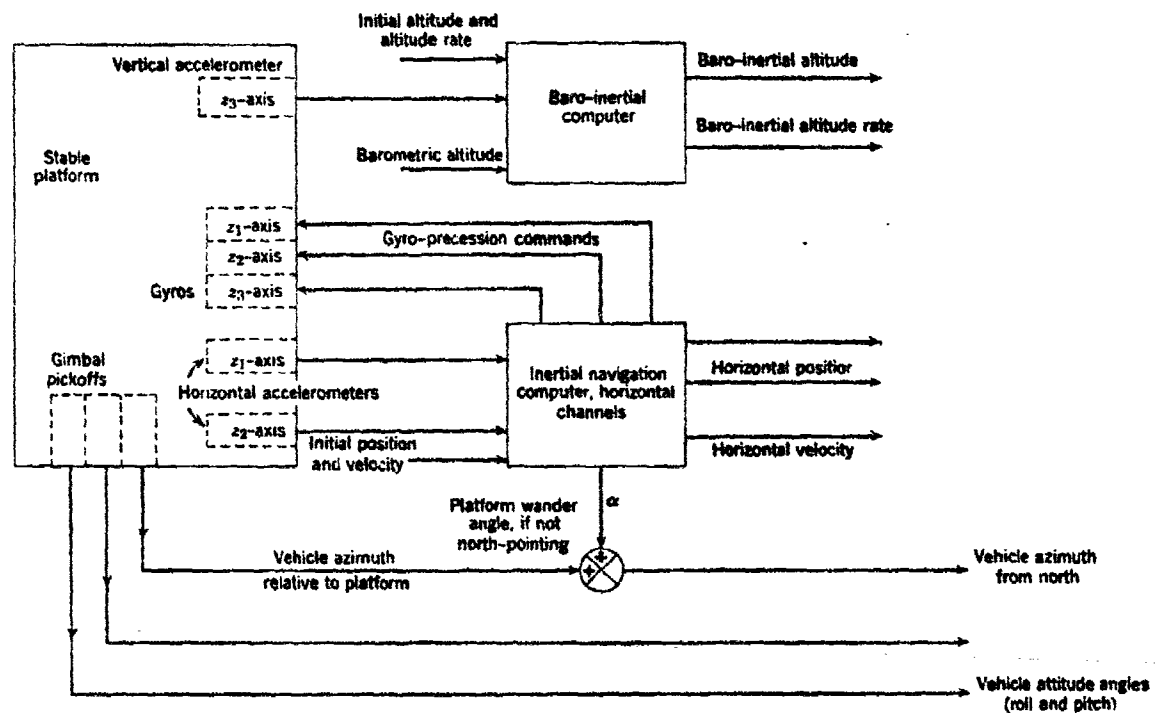 Initial altitude and
altitude rate
Vertical accelerometer
z₃-axis
Baro-inertial
computer
Baro-inertial altitude
Baro-inertial altitude rate
Stable
platform
Barometric altitude
z₁-axis
Gyro-precession commands
z₂-axis
Gyros
z₃-axis
Gimbal
pickoffs
z₁-axis
Horizontal accelerometers
z₂-axis
Initial position
and velocity
Inertial navigation
computer, horizontal
channels
Horizontal position
Horizontal velocity
Platform wander
angle, if not
north-pointing
α
+
+
Vehicle azimuth
relative to platform
Vehicle azimuth
from north
Vehicle attitude angles
(roll and pitch)